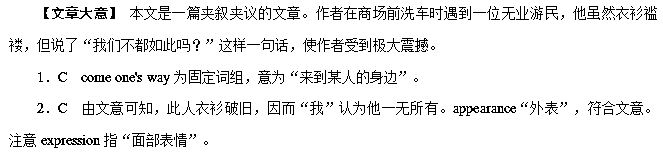 【文章大意】 本文是一篇夹叙夹议的文章。作者在商场前洗车时遇到一位无业游民，他虽然衣衫褴
褛，但说了“我们不都如此吗？”这样一句话，使作者受到极大震撼。
1．C come one's way 为固定词组，意为“来到某人的身边”。
2．C 由文意可知，此人衣衫破旧，因而“我”认为他一无所有。appearance“外表”，符合文意。
注意 expression 指“面部表情”。